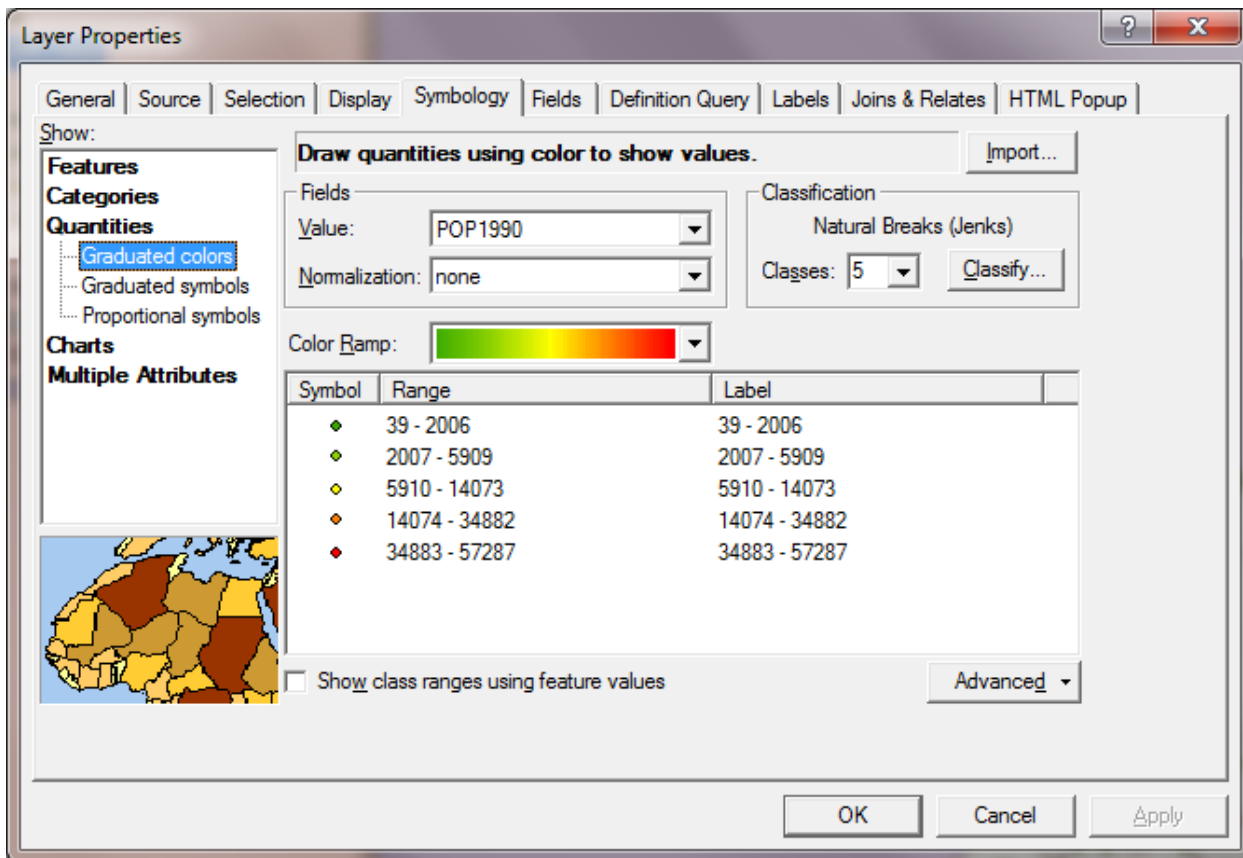 Layer Properties
General Source Selection Display Symbology Fields Definition Query Labels Joins & Relates HTML Popup
Show:
Features
Categories
Quantities
Graduated colors
Graduated symbols
Proportional symbols
Charts
Multiple Attributes
Draw quantities using color to show values.
Import...
Fields
Value: POP1990
Normalization: none
Classification
Natural Breaks (Jenks)
Classes: 5 Classify...
Color Ramp:
Symbol Range Label
39 - 2006 39 - 2006
2007 - 5909 2007 - 5909
5910 - 14073 5910 - 14073
14074 - 34882 14074 - 34882
34883 - 57287 34883 - 57287
Show class ranges using feature values
Advanced
OK Cancel Apply